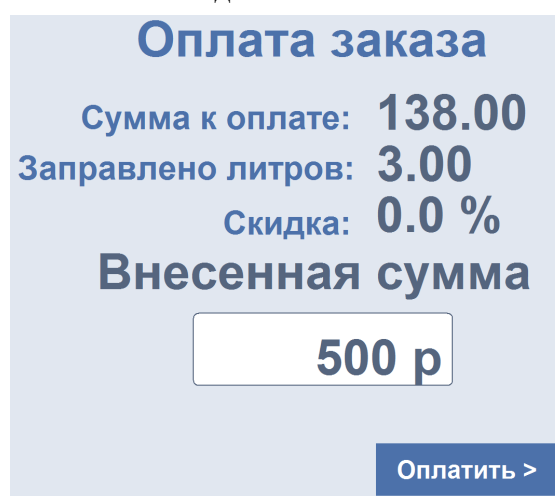 Оплата заказа
Сумма к оплате: 138.00
Заправлено литров: 3.00
Скидка: 0.0 %
Внесенная сумма
500 р
Оплатить >